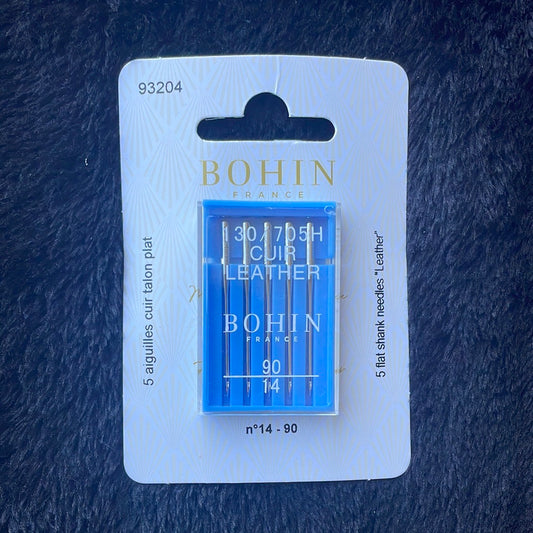 93204
BOHIN
FRANCE
5 aiguilles cuir talon plat
130/705H
CUIR
LEATHER
BOHIN
FRANCE
90
14
5 flat shank needles "Leather"
n°14 - 90